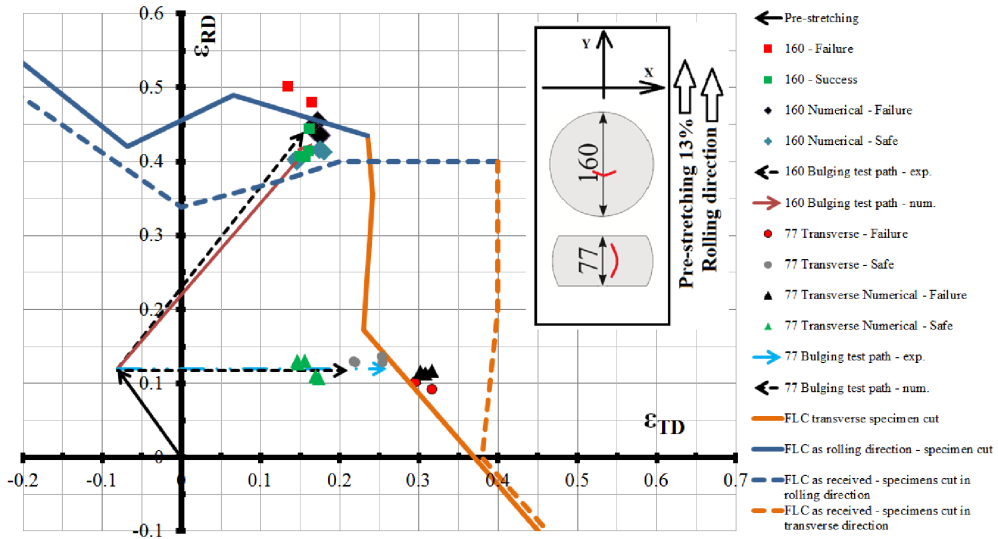 0.6
0.5
0.4
0.3
0.2
0.1
0
-0.1
-0.2
-0.1
0
0.1
0.2
0.3
0.4
0.5
0.6
0.7
εRD
εTD
Y
X
160
77
Pre-stretching 13%
Rolling direction
Pre-stretching
160 - Failure
160 - Success
160 Numerical - Failure
160 Numerical - Safe
160 Bulging test path - exp.
160 Bulging test path - num.
77 Transverse - Failure
77 Transverse - Safe
77 Transverse Numerical - Failure
77 Transverse Numerical - Safe
77 Bulging test path - exp.
77 Bulging test path - num.
FLC transverse specimen cut
FLC as rolling direction - specimen cut
FLC as received - specimens cut in
rolling direction
FLC as received - specimens cut in
transverse direction